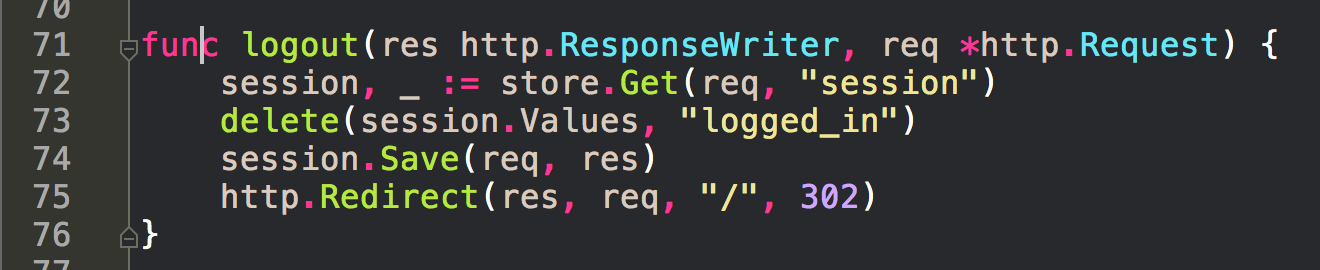 70
71 func logout(res http.ResponseWriter, req *http.Request) {
72 session, _ := store.Get(req, "session")
73 delete(session.Values, "logged_in")
74 session.Save(req, res)
75 http.Redirect(res, req, "/", 302)
76 }
77